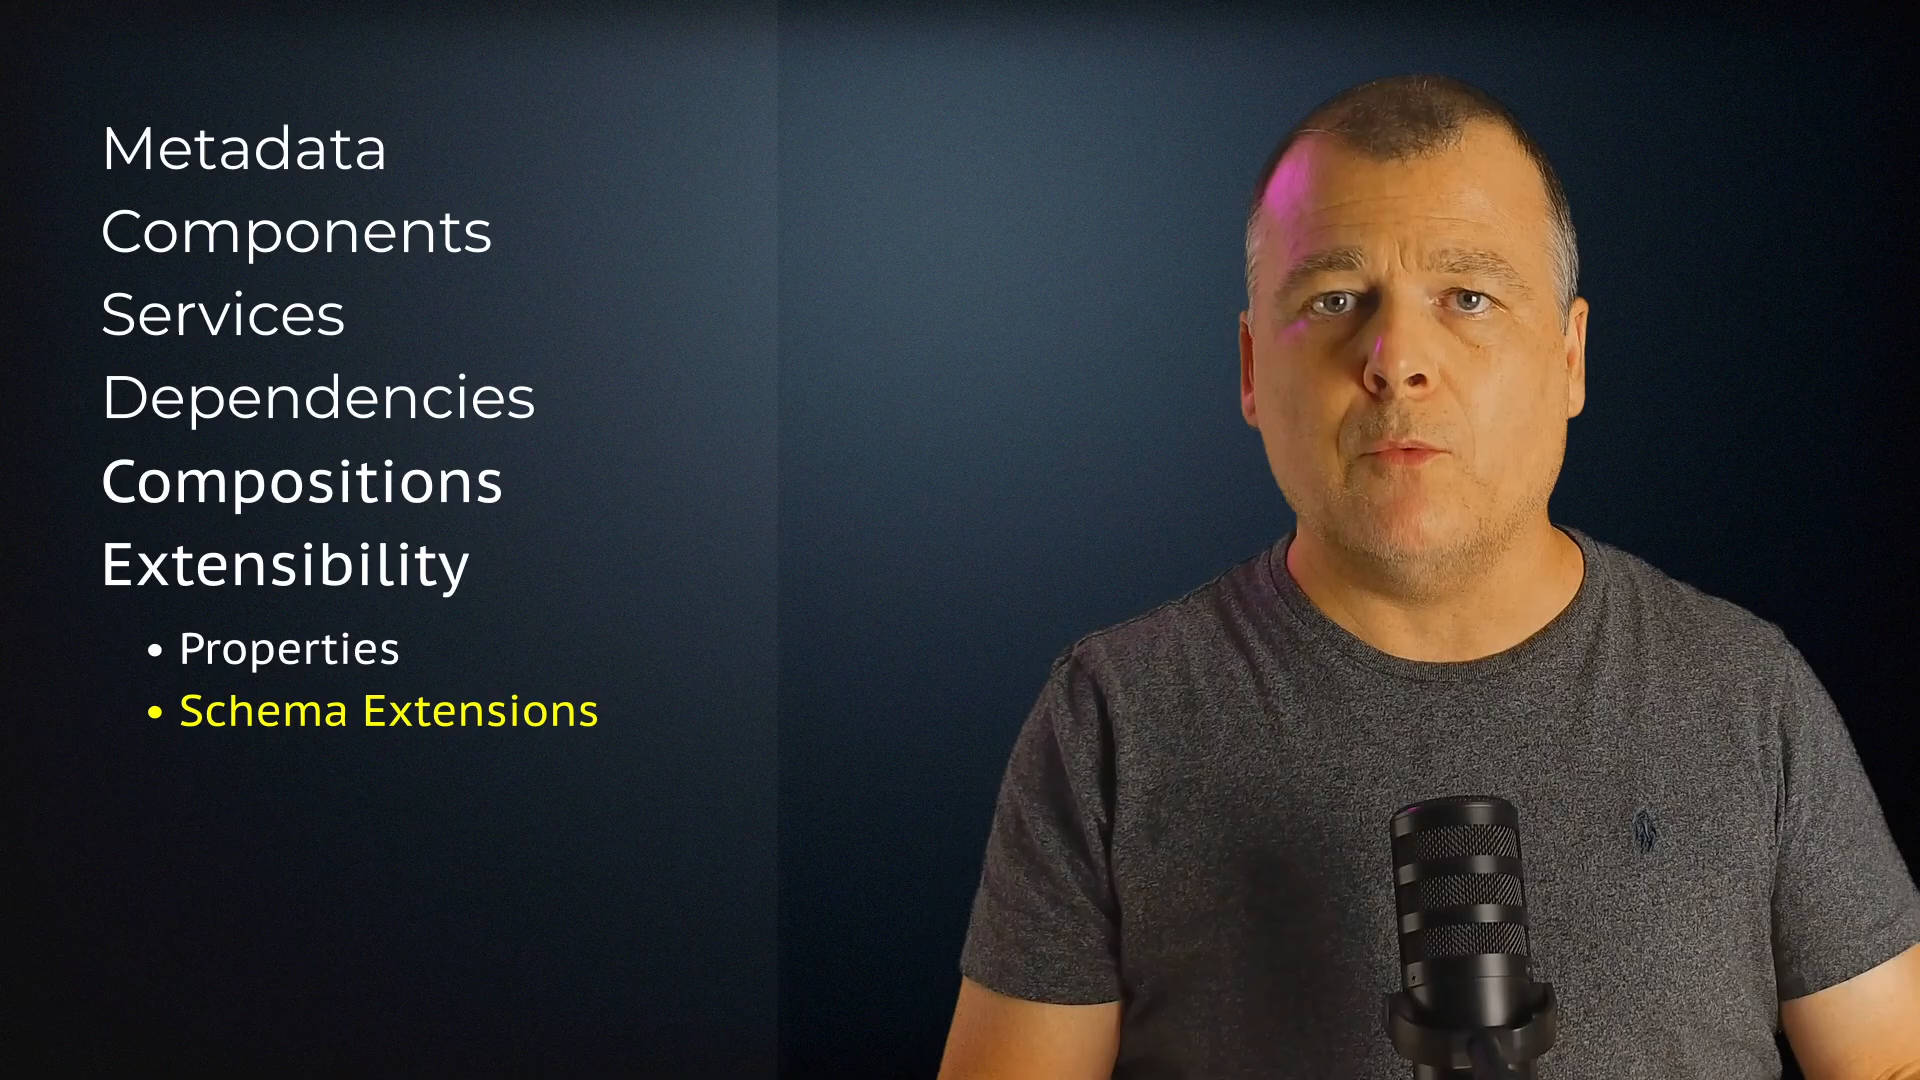 Metadata
Components
Services
Dependencies
Compositions
Extensibility
• Properties
• Schema Extensions